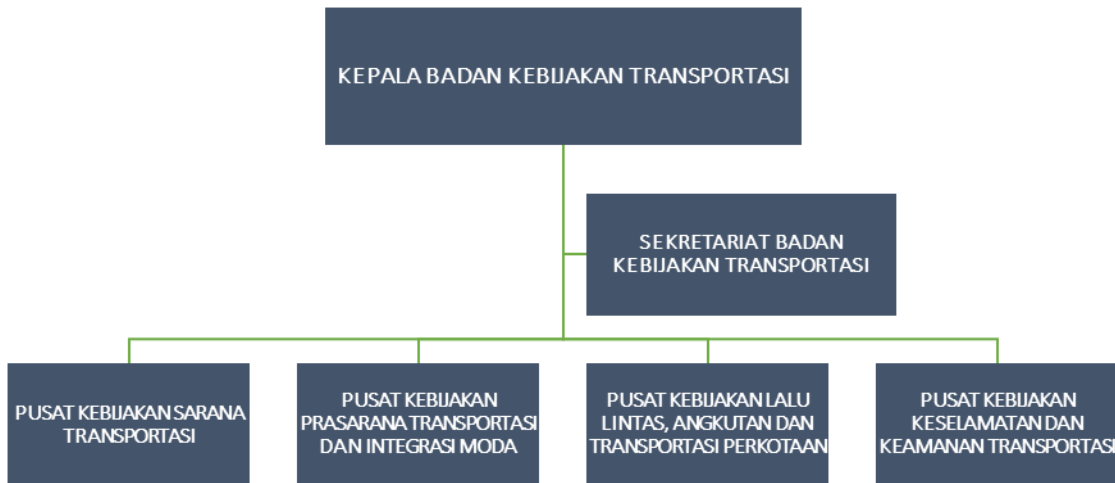 KEPALA BADAN KEBIJAKAN TRANSPORTASI
SEKRETARIAT BADAN
KEBIJAKAN TRANSPORTASI
PUSAT KEBIJAKAN SARANA
TRANSPORTASI
PUSAT KEBIJAKAN
PRASARANA TRANSPORTASI
DAN INTEGRASI MODA
PUSAT KEBIJAKAN LALU
LINTAS, ANGKUTAN DAN
TRANSPORTASI PERKOTAAN
PUSAT KEBIJAKAN
KESELAMATAN DAN
KEAMANAN TRANSPORTASI